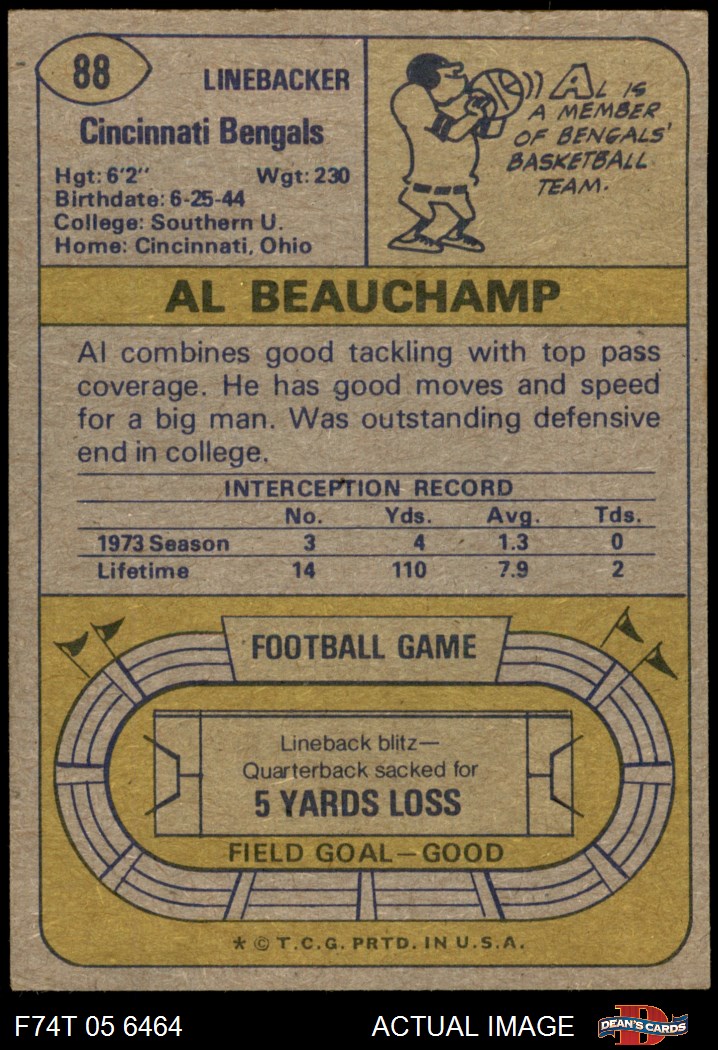 88
LINEBACKER
Cincinnati Bengals
Hgt: 6'2" Wgt: 230
Birthdate: 6-25-44
College: Southern U.
Home: Cincinnati, Ohio
AL IS
A MEMBER
OF BENGALS'
BASKETBALL
TEAM.
AL BEAUCHAMP
Al combines good tackling with top pass
coverage. He has good moves and speed
for a big man. Was outstanding defensive
end in college.
INTERCEPTION RECORD
No. Yds. Avg. Tds.
1973 Season 3 4 1.3 0
Lifetime 14 110 7.9 2
FOOTBALL GAME
Lineback blitz—
Quarterback sacked for
5 YARDS LOSS
FIELD GOAL—GOOD
* © T.C.G. PRTD. IN U.S.A.
F74T 05 6464 ACTUAL IMAGE
D
DEAN'S CARDS